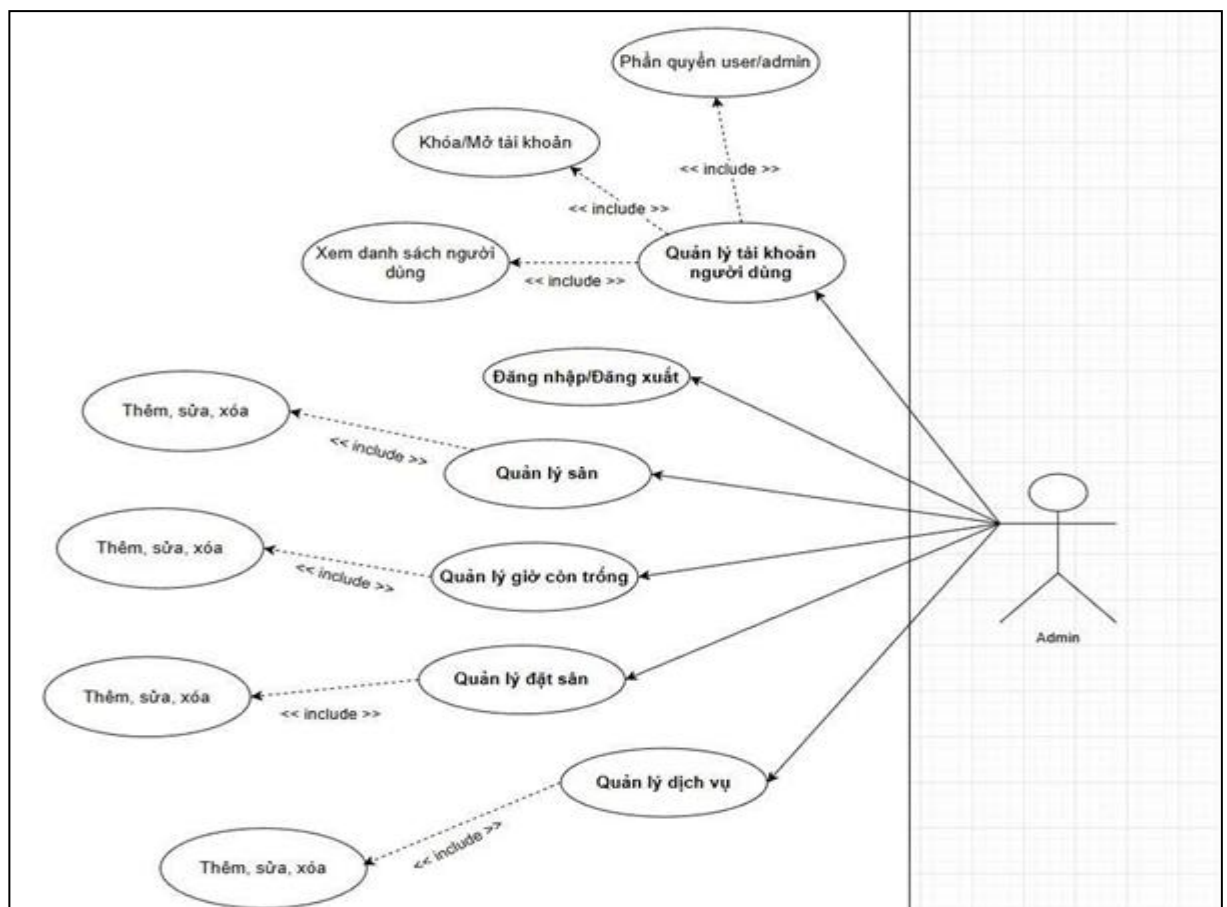 Phân quyền user/admin
Khóa/Mở tài khoản
<< include >>
<< include >>
Xem danh sách người
dùng
<< include >>
Quản lý tài khoản
người dùng
Đăng nhập/Đăng xuất
Thêm, sửa, xóa
<< include >>
Quản lý sân
Thêm, sửa, xóa
<< include >>
Quản lý giờ còn trống
Admin
Thêm, sửa, xóa
<< include >>
Quản lý đặt sân
Quản lý dịch vụ
<< include >>
Thêm, sửa, xóa